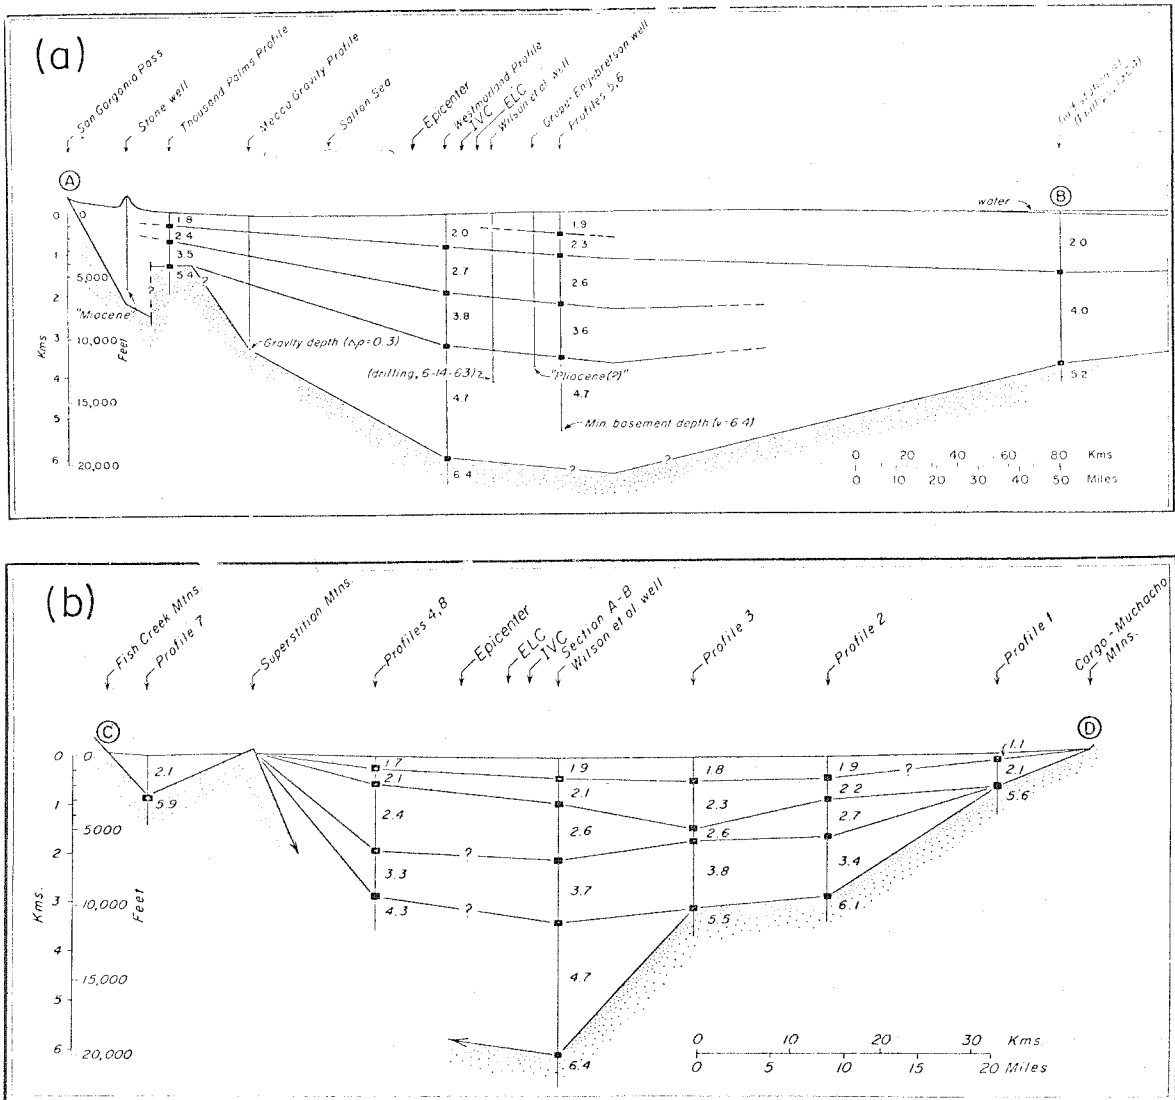 (a)
San Gorgonio Pass
Stone well
Thousand Palms Profile
Mecca Gravity Profile
Salton Sea
Epicenter
Westmorland Profile
IVC
ELC
Wilson et al. well
Grupe-Engebretson well
Profiles 5,6
A
B
water
0
1
2
3
4
5
6
Kms
0
5,000
10,000
15,000
20,000
Feet
1.8
2.4
3.5
5.4
?
?
"Miocene"
Gravity depth (Δρ=0.3)
2.0
2.7
3.8
4.7
6.4
(drilling, 6-14-63)?
"Pliocene(?)"
1.9
2.3
2.6
3.6
4.7
Min. basement depth (v=6.4)
?
?
2.0
4.0
5.2
0 20 40 60 80 Kms
0 10 20 30 40 50 Miles
(b)
Fish Creek Mtns.
Profile 7
Superstition Mtns.
Profiles 4,8
Epicenter
ELC
IVC
Section A-B
Wilson et al. well
Profile 3
Profile 2
Profile 1
Cargo-Muchacho
Mtns.
C
D
0
1
2
3
4
5
6
Kms.
0
5000
10,000
15,000
20,000
Feet
2.1
5.9
1.7
2.1
2.4
3.3
4.3
?
?
1.9
2.1
2.6
3.7
4.7
6.4
1.8
2.3
2.6
3.8
5.5
1.9
2.2
2.7
3.4
6.1
?
1.1
2.1
5.6
0 10 20 30 Kms.
0 5 10 15 20 Miles